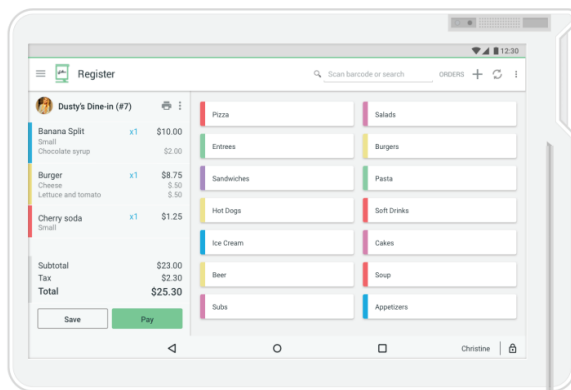 12:30
Register
Scan barcode or search
ORDERS
Dusty's Dine-in (#7)
Banana Split x1 $10.00
Small
Chocolate syrup $2.00
Burger x1 $8.75
Cheese $.50
Lettuce and tomato $.50
Cherry soda x1 $1.25
Small
Subtotal $23.00
Tax $2.30
Total $25.30
Save Pay
Pizza Salads
Entrees Burgers
Sandwiches Pasta
Hot Dogs Soft Drinks
Ice Cream Cakes
Beer Soup
Subs Appetizers
Christine